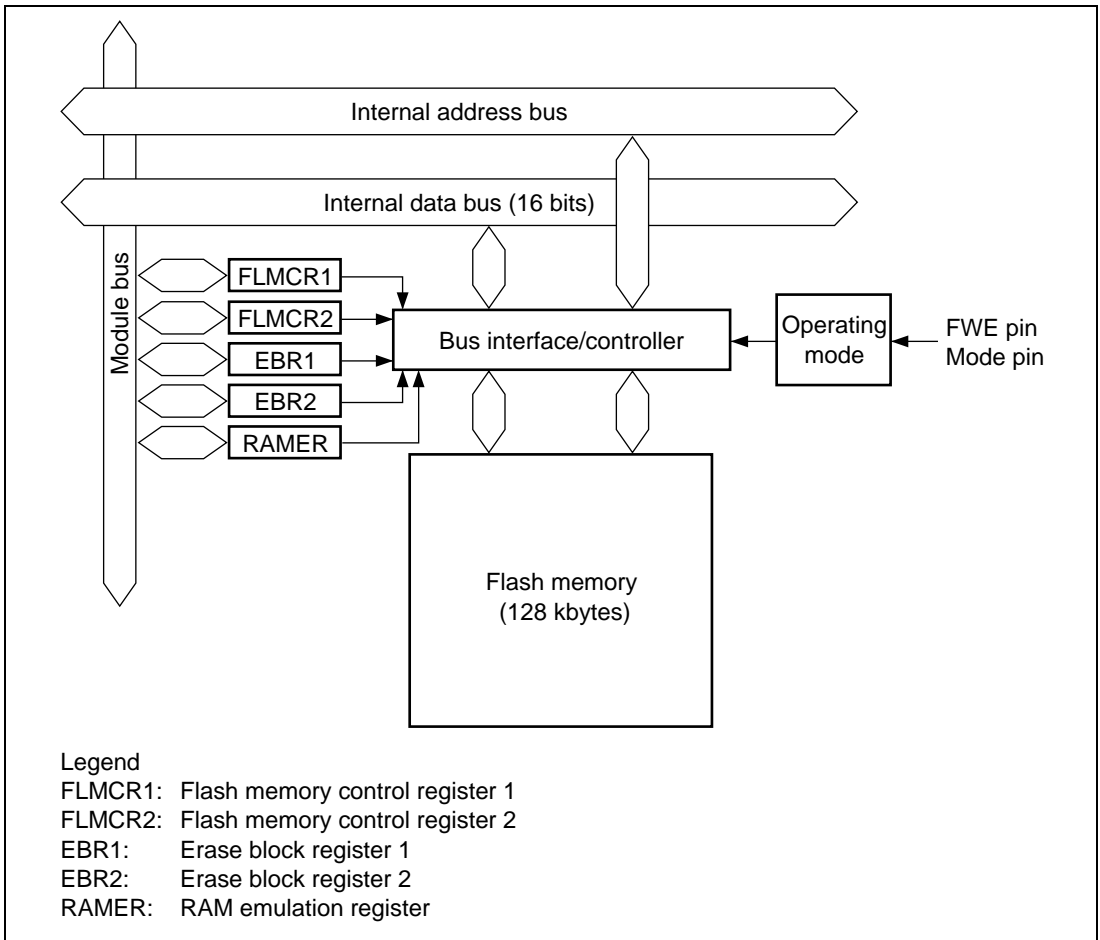 Internal address bus
Internal data bus (16 bits)
Module bus
FLMCR1
FLMCR2
EBR1
EBR2
RAMER
Bus interface/controller
Operating
mode
FWE pin
Mode pin
Flash memory
(128 kbytes)
Legend
FLMCR1: Flash memory control register 1
FLMCR2: Flash memory control register 2
EBR1: Erase block register 1
EBR2: Erase block register 2
RAMER: RAM emulation register